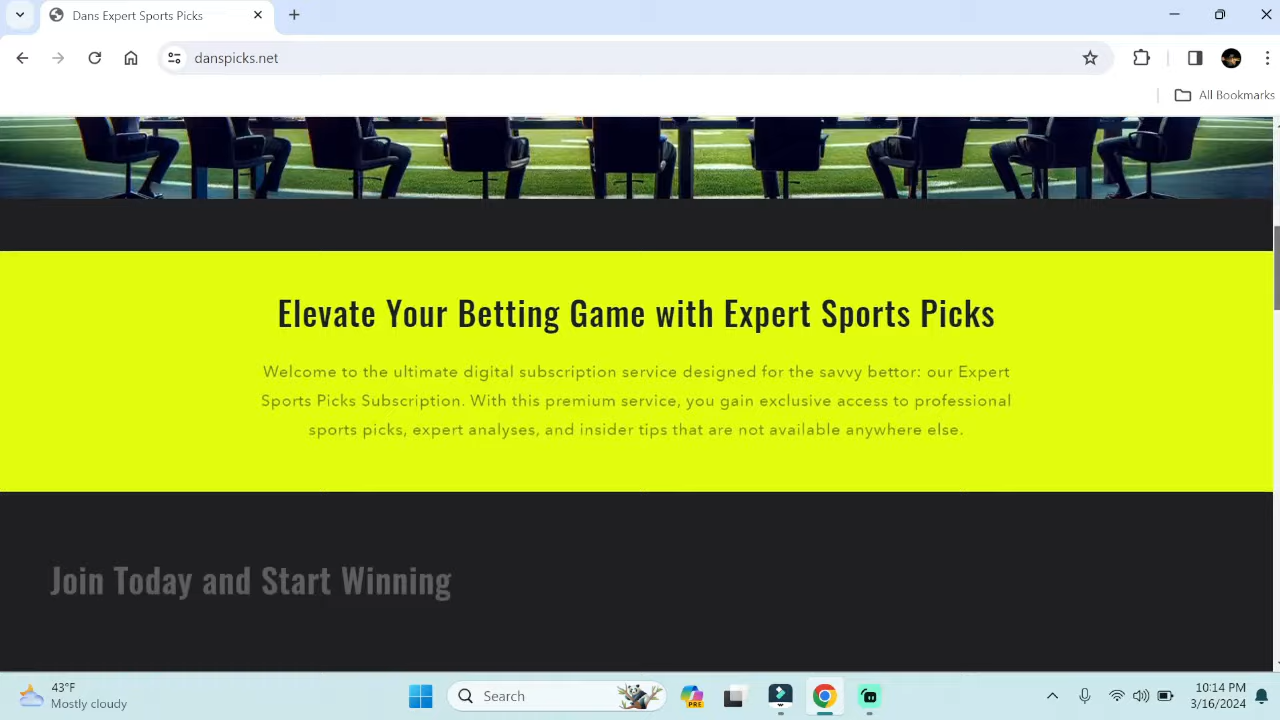 Dans Expert Sports Picks
danspicks.net
All Bookmarks
Elevate Your Betting Game with Expert Sports Picks
Welcome to the ultimate digital subscription service designed for the savvy bettor: our Expert
Sports Picks Subscription. With this premium service, you gain exclusive access to professional
sports picks, expert analyses, and insider tips that are not available anywhere else.
Join Today and Start Winning
43°F
Mostly cloudy
Search
PRE
10:14 PM
3/16/2024